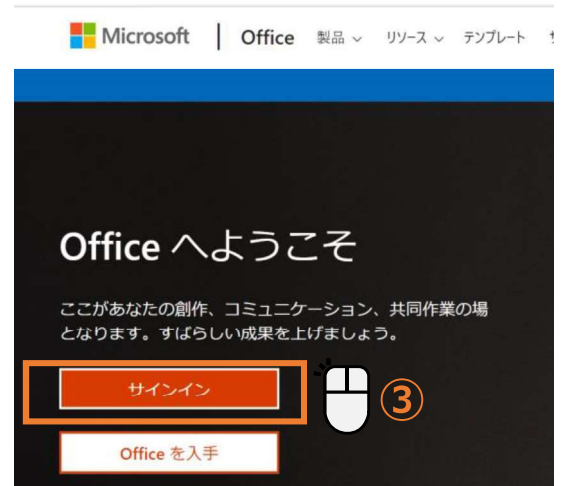 Microsoft | Office 製品 リソース テンプレート
Office へようこそ
ここがあなたの創作、コミュニケーション、共同作業の場
となります。すばらしい成果を上げましょう。
サインイン
③
Office を入手